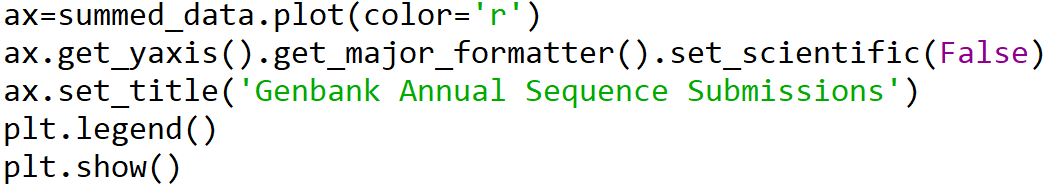 ax=summed_data.plot(color='r')
ax.get_yaxis().get_major_formatter().set_scientific(False)
ax.set_title('Genbank Annual Sequence Submissions')
plt.legend()
plt.show()